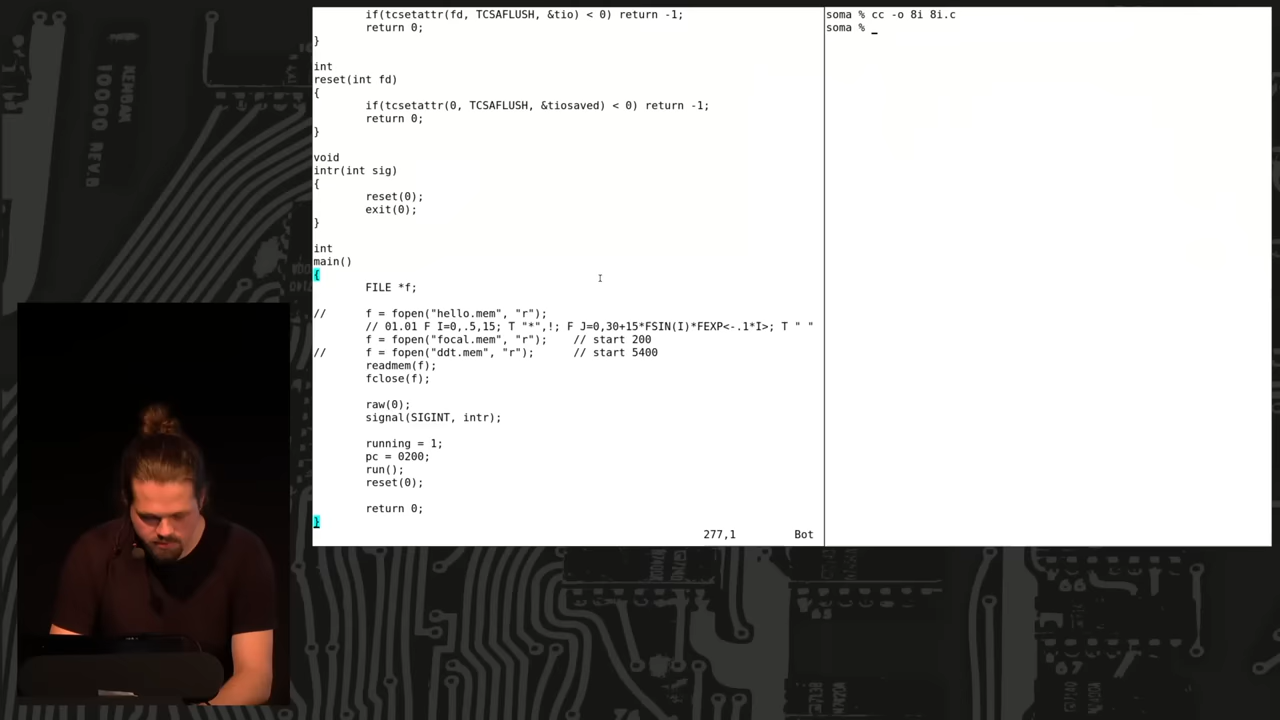 if(tcsetattr(fd, TCSAFLUSH, &tio) < 0) return -1;
return 0;
}
int
reset(int fd)
{
if(tcsetattr(0, TCSAFLUSH, &tiosaved) < 0) return -1;
return 0;
}
void
intr(int sig)
{
reset(0);
exit(0);
}
int
main()
{
FILE *f;
// f = fopen("hello.mem", "r");
// 01.01 F I=0,.5,15; T "*",!; F J=0,30+15*FSIN(I)*FEXP<-.1*I>; T " "
f = fopen("focal.mem", "r"); // start 200
// f = fopen("ddt.mem", "r"); // start 5400
readmem(f);
fclose(f);
raw(0);
signal(SIGINT, intr);
running = 1;
pc = 0200;
run();
reset(0);
return 0;
}
277,1 Bot
soma % cc -o 8i 8i.c
soma % _
KENBAK
10000 REV.B